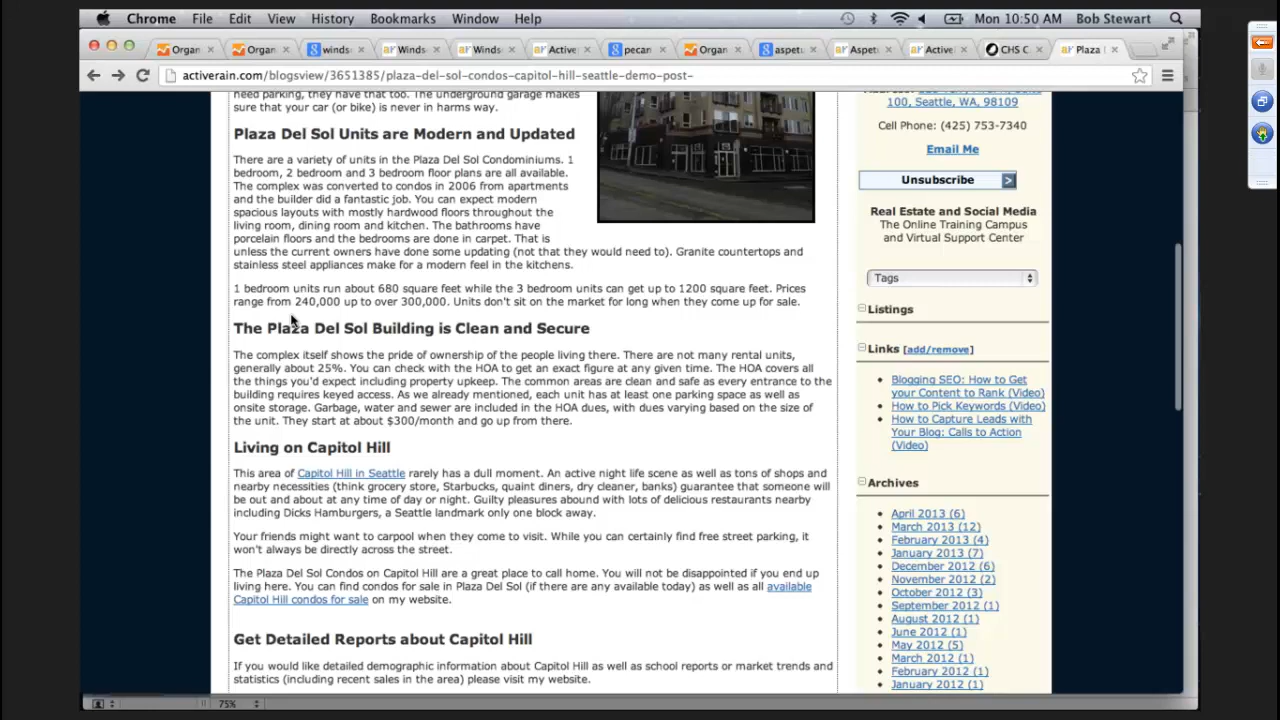 Chrome File Edit View History Bookmarks Window Help Mon 10:50 AM Bob Stewart
Organ Organ winds Winds Winds Active pecan Organ aspetu Aspet Active CHS C Plaza
activerain.com/blogsview/3651385/plaza-del-sol-condos-capitol-hill-seattle-demo-post-
need parking, they have that too. The underground garage makes
sure that your car (or bike) is never in harms way.
Plaza Del Sol Units are Modern and Updated
There are a variety of units in the Plaza Del Sol Condominiums. 1
bedroom, 2 bedroom and 3 bedroom floor plans are all available.
The complex was converted to condos in 2006 from apartments
and the builder did a fantastic job. You can expect modern
spacious layouts with mostly hardwood floors throughout the
living room, dining room and kitchen. The bathrooms have
porcelain floors and the bedrooms are done in carpet. That is
unless the current owners have done some updating (not that they would need to). Granite countertops and
stainless steel appliances make for a modern feel in the kitchens.
1 bedroom units run about 680 square feet while the 3 bedroom units can get up to 1200 square feet. Prices
range from 240,000 up to over 300,000. Units don't sit on the market for long when they come up for sale.
The Plaza Del Sol Building is Clean and Secure
The complex itself shows the pride of ownership of the people living there. There are not many rental units,
generally about 25%. You can check with the HOA to get an exact figure at any given time. The HOA covers all
the things you'd expect including property upkeep. The common areas are clean and safe as every entrance to the
building requires keyed access. As we already mentioned, each unit has at least one parking space as well as
onsite storage. Garbage, water and sewer are included in the HOA dues, with dues varying based on the size of
the unit. They start at about $300/month and go up from there.
Living on Capitol Hill
This area of Capitol Hill in Seattle rarely has a dull moment. An active night life scene as well as tons of shops and
nearby necessities (think grocery store, Starbucks, quaint diners, dry cleaner, banks) guarantee that someone will
be out and about at any time of day or night. Guilty pleasures abound with lots of delicious restaurants nearby
including Dicks Hamburgers, a Seattle landmark only one block away.
Your friends might want to carpool when they come to visit. While you can certainly find free street parking, it
won't always be directly across the street.
The Plaza Del Sol Condos on Capitol Hill are a great place to call home. You will not be disappointed if you end up
living here. You can find condos for sale in Plaza Del Sol (if there are any available today) as well as all available
Capitol Hill condos for sale on my website.
Get Detailed Reports about Capitol Hill
If you would like detailed demographic information about Capitol Hill as well as school reports or market trends and
statistics (including recent sales in the area) please visit my website.
100, Seattle, WA, 98109
Cell Phone: (425) 753-7340
Email Me
Unsubscribe >
Real Estate and Social Media
The Online Training Campus
and Virtual Support Center
Tags
Listings
Links [add/remove]
Blogging SEO: How to Get
your Content to Rank (Video)
How to Pick Keywords (Video)
How to Capture Leads with
Your Blog: Calls to Action
(Video)
Archives
April 2013 (6)
March 2013 (12)
February 2013 (4)
January 2013 (7)
December 2012 (6)
November 2012 (2)
October 2012 (3)
September 2012 (1)
August 2012 (1)
June 2012 (1)
May 2012 (5)
March 2012 (1)
February 2012 (1)
January 2012 (1)
75%